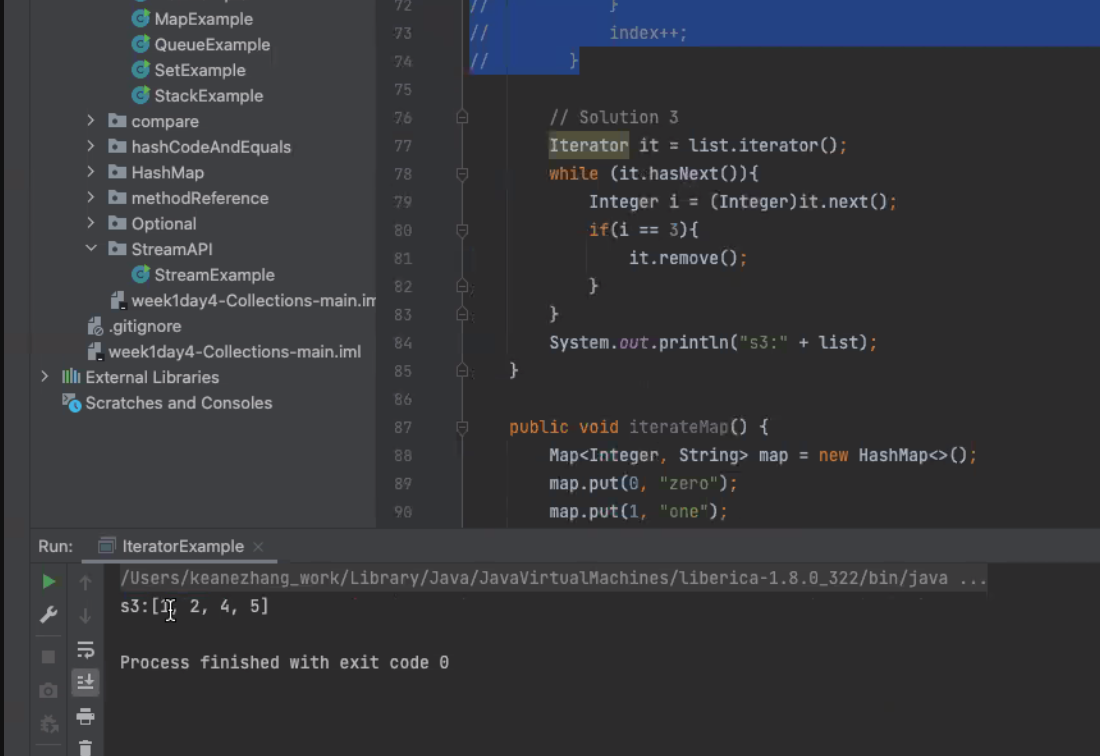 MapExample
QueueExample
SetExample
StackExample
compare
hashCodeAndEquals
HashMap
methodReference
Optional
StreamAPI
StreamExample
week1day4-Collections-main.im
.gitignore
week1day4-Collections-main.iml
External Libraries
Scratches and Consoles
72 // }
73 // index++;
74 // }
75
76 // Solution 3
77 Iterator it = list.iterator();
78 while (it.hasNext()){
79 Integer i = (Integer)it.next();
80 if(i == 3){
81 it.remove();
82 }
83 }
84 System.out.println("s3:" + list);
85 }
86
87 public void iterateMap() {
88 Map<Integer, String> map = new HashMap<>();
89 map.put(0, "zero");
90 map.put(1, "one");
Run: IteratorExample
/Users/keanezhang_work/Library/Java/JavaVirtualMachines/liberica-1.8.0_322/bin/java ...
s3:[1, 2, 4, 5]
Process finished with exit code 0